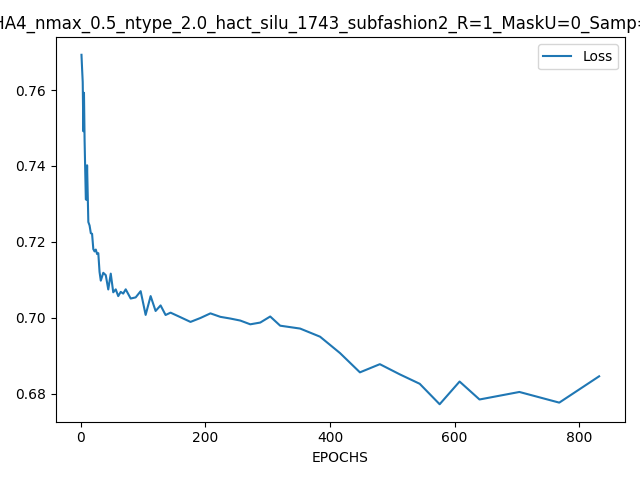 HA4_nmax_0.5_ntype_2.0_hact_silu_1743_subfashion2_R=1_MaskU=0_Samp=
Loss
0.76
0.74
0.72
0.70
0.68
0 200 400 600 800
EPOCHS